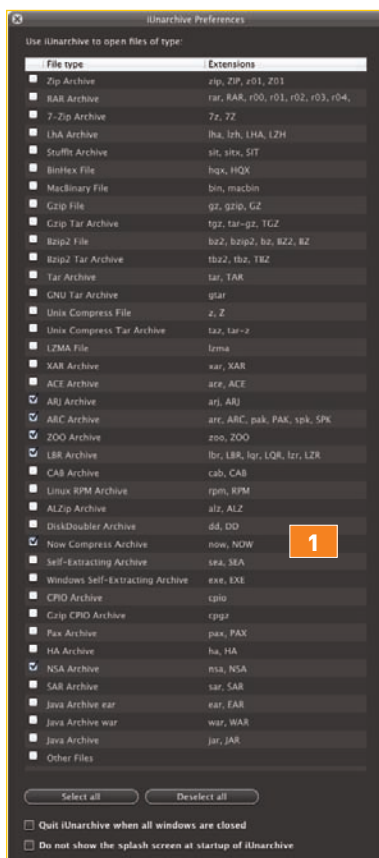 iUnarchive Preferences
Use iUnarchive to open files of type:
File type Extensions
Zip Archive zip, ZIP, z01, Z01
RAR Archive rar, RAR, r00, r01, r02, r03, r04,
7-Zip Archive 7z, 7Z
LhA Archive lha, lzh, LHA, LZH
StuffIt Archive sit, sitx, SIT
BinHex File hqx, HQX
MacBinary File bin, macbin
Gzip File gz, gzip, GZ
Gzip Tar Archive tgz, tar-gz, TGZ
Bzip2 File bz2, bzip2, bz, BZ2, BZ
Bzip2 Tar Archive tbz2, tbz, TBZ
Tar Archive tar, TAR
GNU Tar Archive gtar
Unix Compress File z, Z
Unix Compress Tar Archive taz, tar-z
LZMA File lzma
XAR Archive xar, XAR
ACE Archive ace, ACE
ARJ Archive arj, ARJ
ARC Archive arc, ARC, pak, PAK, spk, SPK
ZOO Archive zoo, ZOO
LBR Archive lbr, LBR, lqr, LQR, lzr, LZR
CAB Archive cab, CAB
Linux RPM Archive rpm, RPM
ALZip Archive alz, ALZ
DiskDoubler Archive dd, DD
Now Compress Archive now, NOW
1
Self-Extracting Archive sea, SEA
Windows Self-Extracting Archive exe, EXE
CPIO Archive cpio
Gzip CPIO Archive cpgz
Pax Archive pax, PAX
HA Archive ha, HA
NSA Archive nsa, NSA
SAR Archive sar, SAR
Java Archive ear ear, EAR
Java Archive war war, WAR
Java Archive jar, JAR
Other Files
Select all Deselect all
Quit iUnarchive when all windows are closed
Do not show the splash screen at startup of iUnarchive